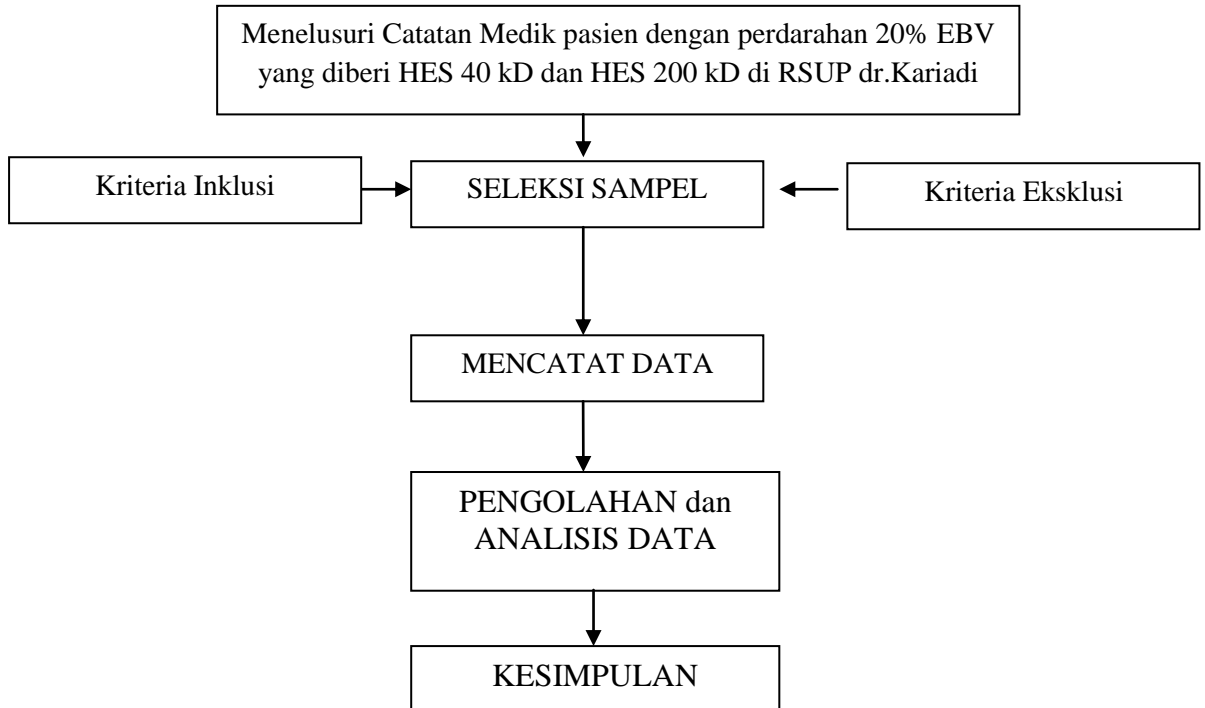 Menelusuri Catatan Medik pasien dengan perdarahan 20% EBV
yang diberi HES 40 kD dan HES 200 kD di RSUP dr.Kariadi
Kriteria Inklusi
SELEKSI SAMPEL
Kriteria Eksklusi
MENCATAT DATA
PENGOLAHAN dan
ANALISIS DATA
KESIMPULAN